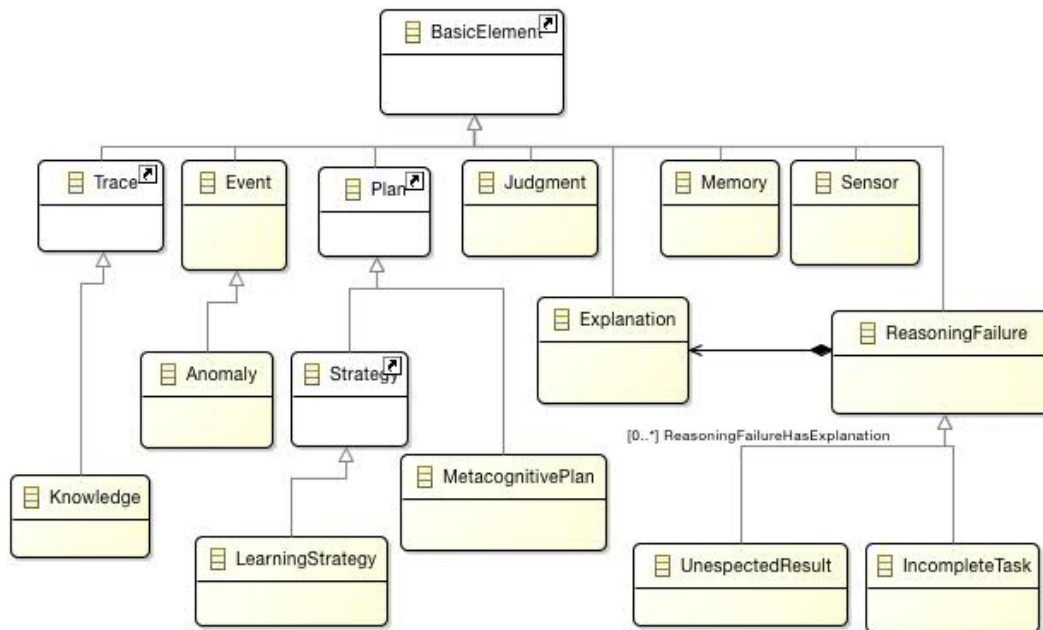 BasicElement
Trace
Event
Plan
Judgment
Memory
Sensor
Explanation
ReasoningFailure
Anomaly
Strategy
[0..*] ReasoningFailureHasExplanation
Knowledge
MetacognitivePlan
LearningStrategy
UnespectedResult
IncompleteTask